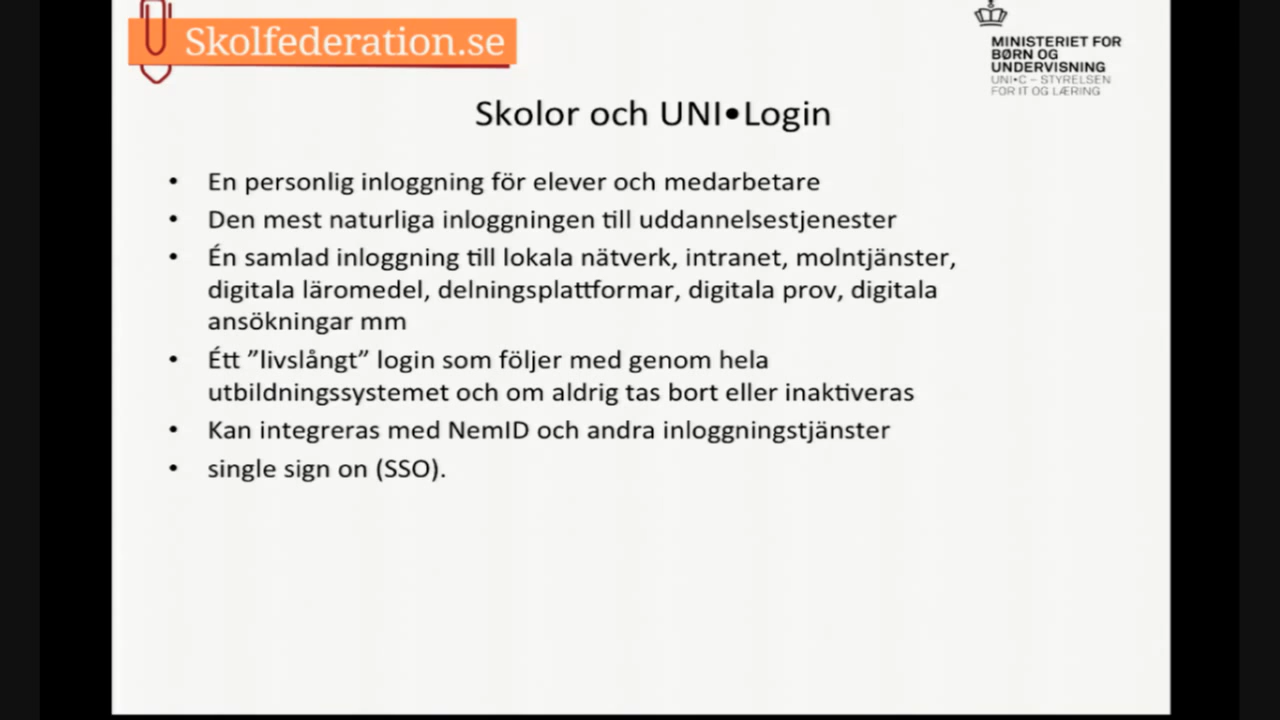 Skolfederation.se
MINISTERIET FOR
BØRN OG
UNDERVISNING
UNI•C – STYRELSEN
FOR IT OG LÆRING
Skolor och UNI•Login
• En personlig inloggning för elever och medarbetare
• Den mest naturliga inloggningen till uddannelsestjenester
• Én samlad inloggning till lokala nätverk, intranet, molntjänster,
digitala läromedel, delningsplattformar, digitala prov, digitala
ansökningar mm
• Étt ”livslångt” login som följer med genom hela
utbildningssystemet och om aldrig tas bort eller inaktiveras
• Kan integreras med NemID och andra inloggningstjänster
• single sign on (SSO).